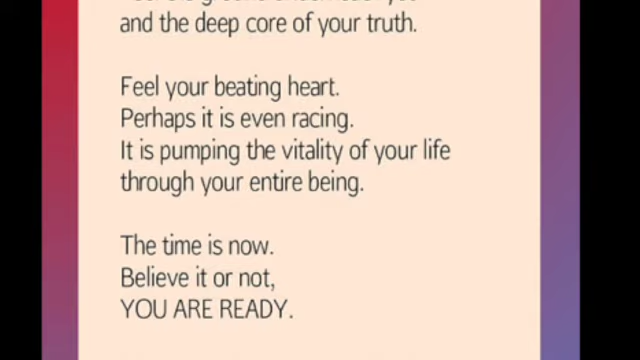 and the deep core of your truth.
Feel your beating heart.
Perhaps it is even racing.
It is pumping the vitality of your life
through your entire being.
The time is now.
Believe it or not,
YOU ARE READY.